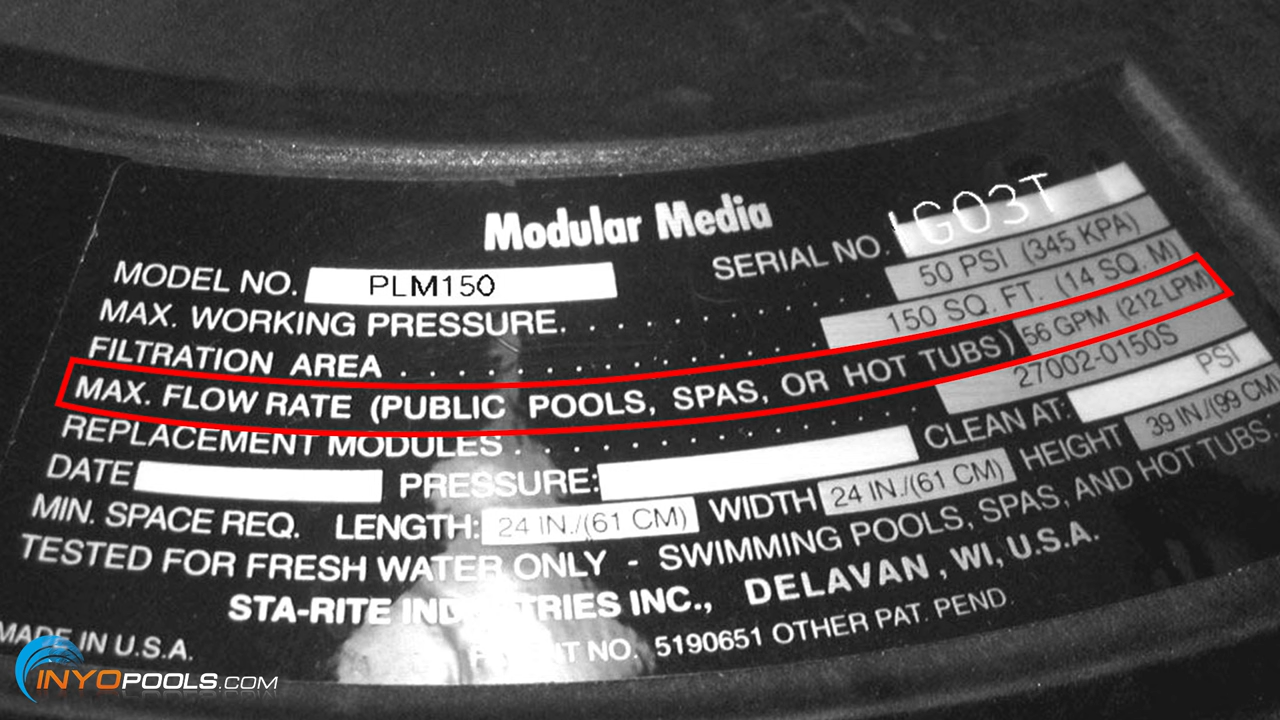 Modular Media
MODEL NO. PLM150 SERIAL NO. IG03T
MAX. WORKING PRESSURE. . . . . . . . . . . . . 50 PSI (345 KPA)
FILTRATION AREA . . . . . . . . . . . . . . . . 150 SQ. FT. (14 SQ. M)
MAX. FLOW RATE (PUBLIC POOLS, SPAS, OR HOT TUBS) 56 GPM (212 LPM)
REPLACEMENT MODULES . . . . . . . . . . . . . . . 27002-0150S
DATE PRESSURE: CLEAN AT: PSI
MIN. SPACE REQ. LENGTH: 24 IN./(61 CM) WIDTH 24 IN./(61 CM) HEIGHT 39 IN/(99 CM)
TESTED FOR FRESH WATER ONLY - SWIMMING POOLS, SPAS, AND HOT TUBS.
STA-RITE INDUSTRIES INC., DELAVAN, WI, U.S.A.
MADE IN U.S.A. PATENT NO. 5190651 OTHER PAT. PEND.
INYOPOOLS.COM